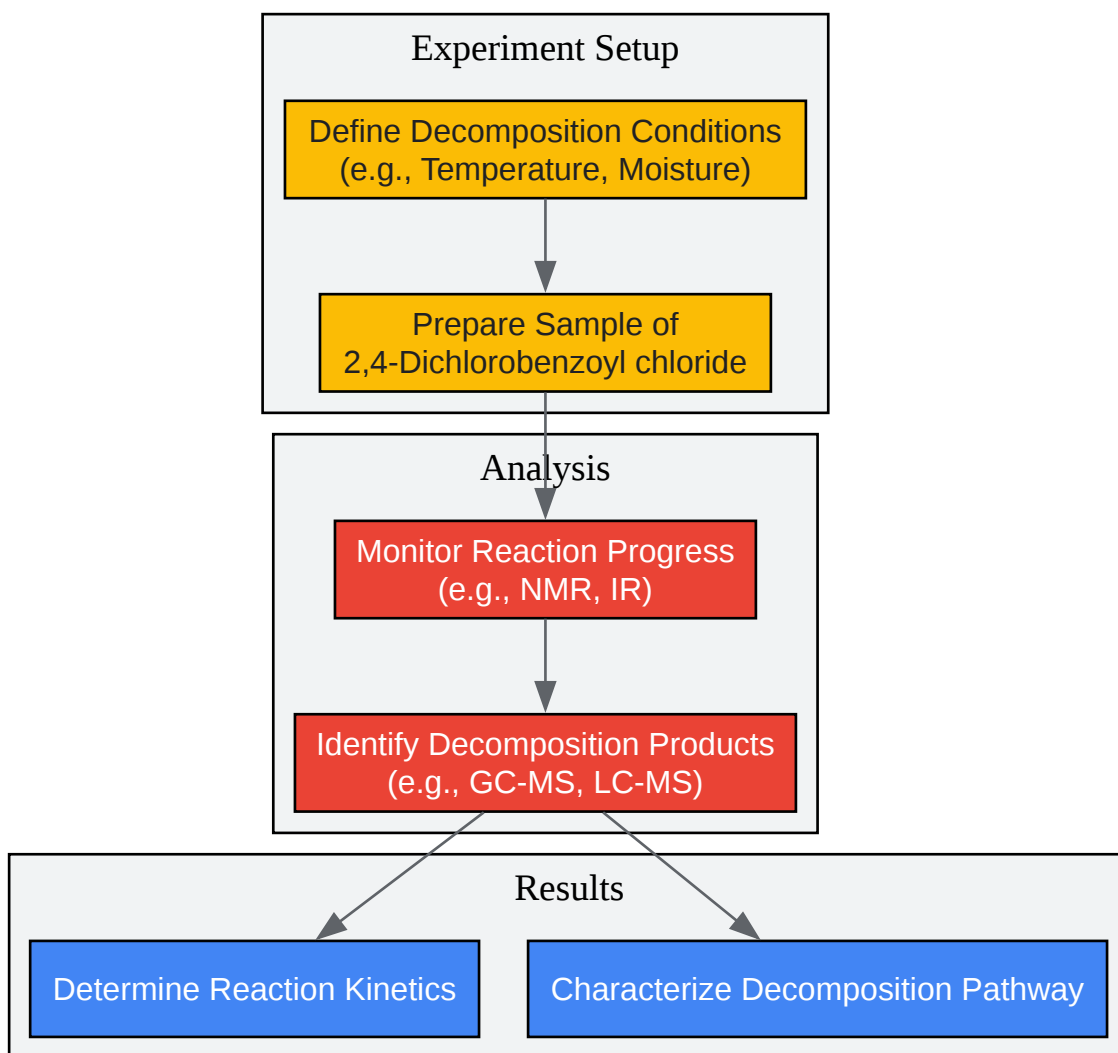 Experiment Setup
Define Decomposition Conditions
(e.g., Temperature, Moisture)
Prepare Sample of
2,4-Dichlorobenzoyl chloride
Analysis
Monitor Reaction Progress
(e.g., NMR, IR)
Identify Decomposition Products
(e.g., GC-MS, LC-MS)
Results
Determine Reaction Kinetics
Characterize Decomposition Pathway